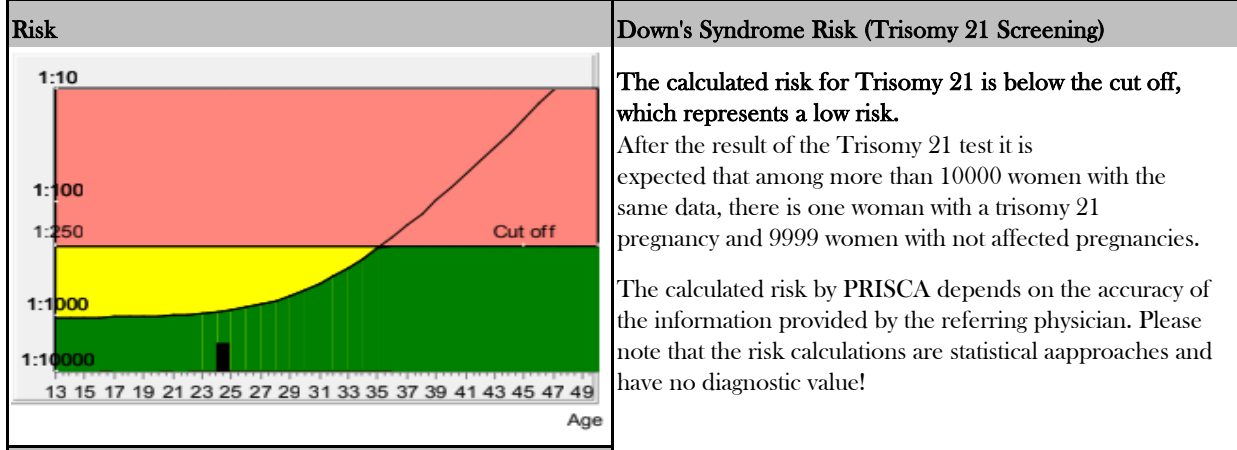 Risk
Down's Syndrome Risk (Trisomy 21 Screening)
1:10
1:100
1:250
Cut off
1:1000
1:10000
13 15 17 19 21 23 25 27 29 31 33 35 37 39 41 43 45 47 49
Age
The calculated risk for Trisomy 21 is below the cut off,
which represents a low risk.
After the result of the Trisomy 21 test it is
expected that among more than 10000 women with the
same data, there is one woman with a trisomy 21
pregnancy and 9999 women with not affected pregnancies.
The calculated risk by PRISCA depends on the accuracy of
the information provided by the referring physician. Please
note that the risk calculations are statistical aapproaches and
have no diagnostic value!